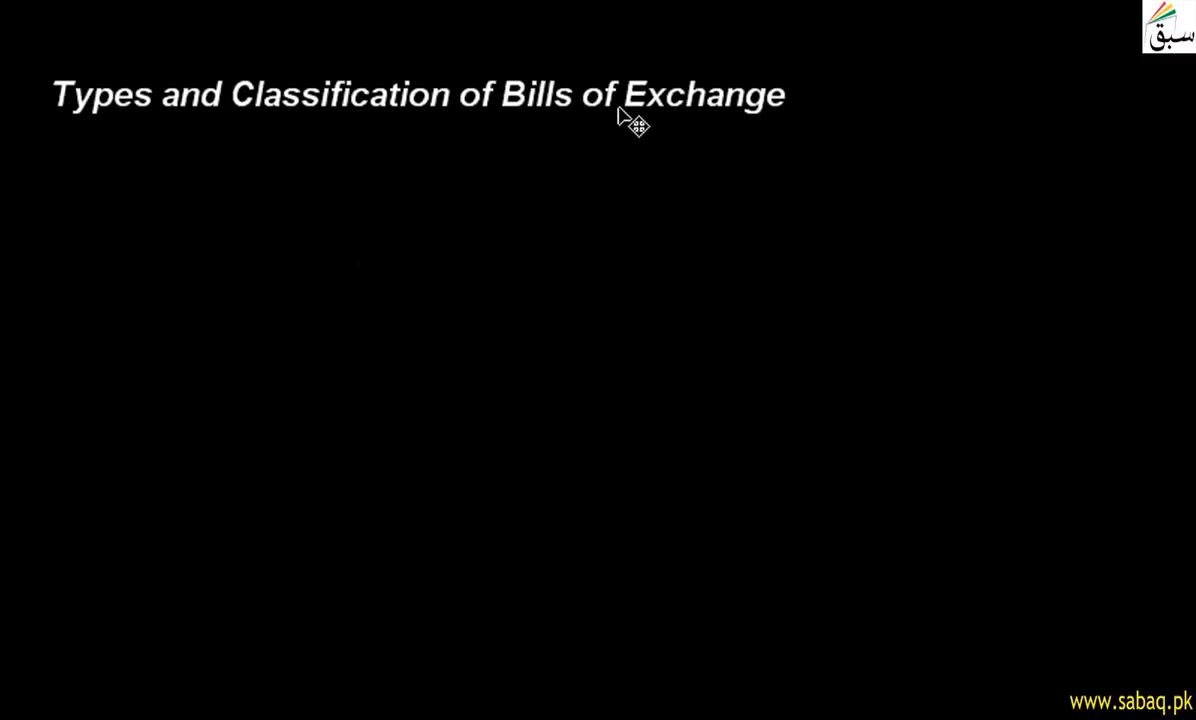 سبق
Types and Classification of Bills of Exchange
www.sabaq.pk